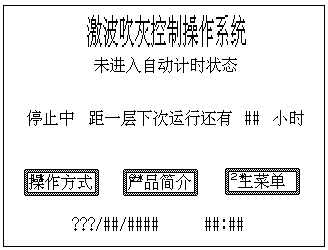 激波吹灰控制操作系统
未进入自动计时状态
停止中 距一层下次运行还有 ## 小时
操作方式 产品简介 2#主菜单
???/##/#### ##:##